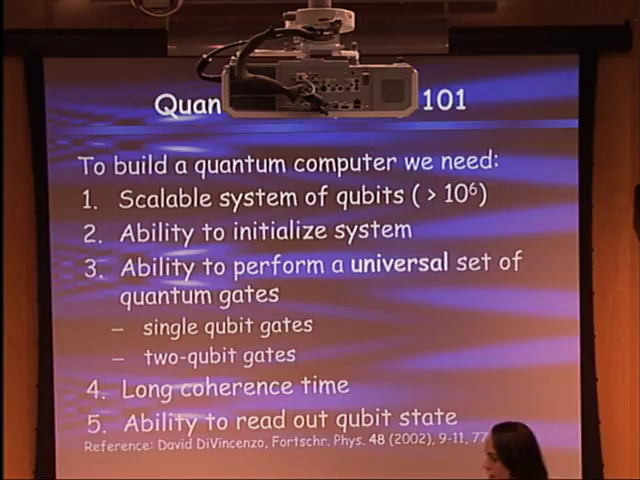 Quan 101
To build a quantum computer we need:
1. Scalable system of qubits ( > 10⁶)
2. Ability to initialize system
3. Ability to perform a universal set of
quantum gates
– single qubit gates
– two-qubit gates
4. Long coherence time
5. Ability to read out qubit state
Reference: David DiVincenzo, Fortschr. Phys. 48 (2002), 9-11, 77